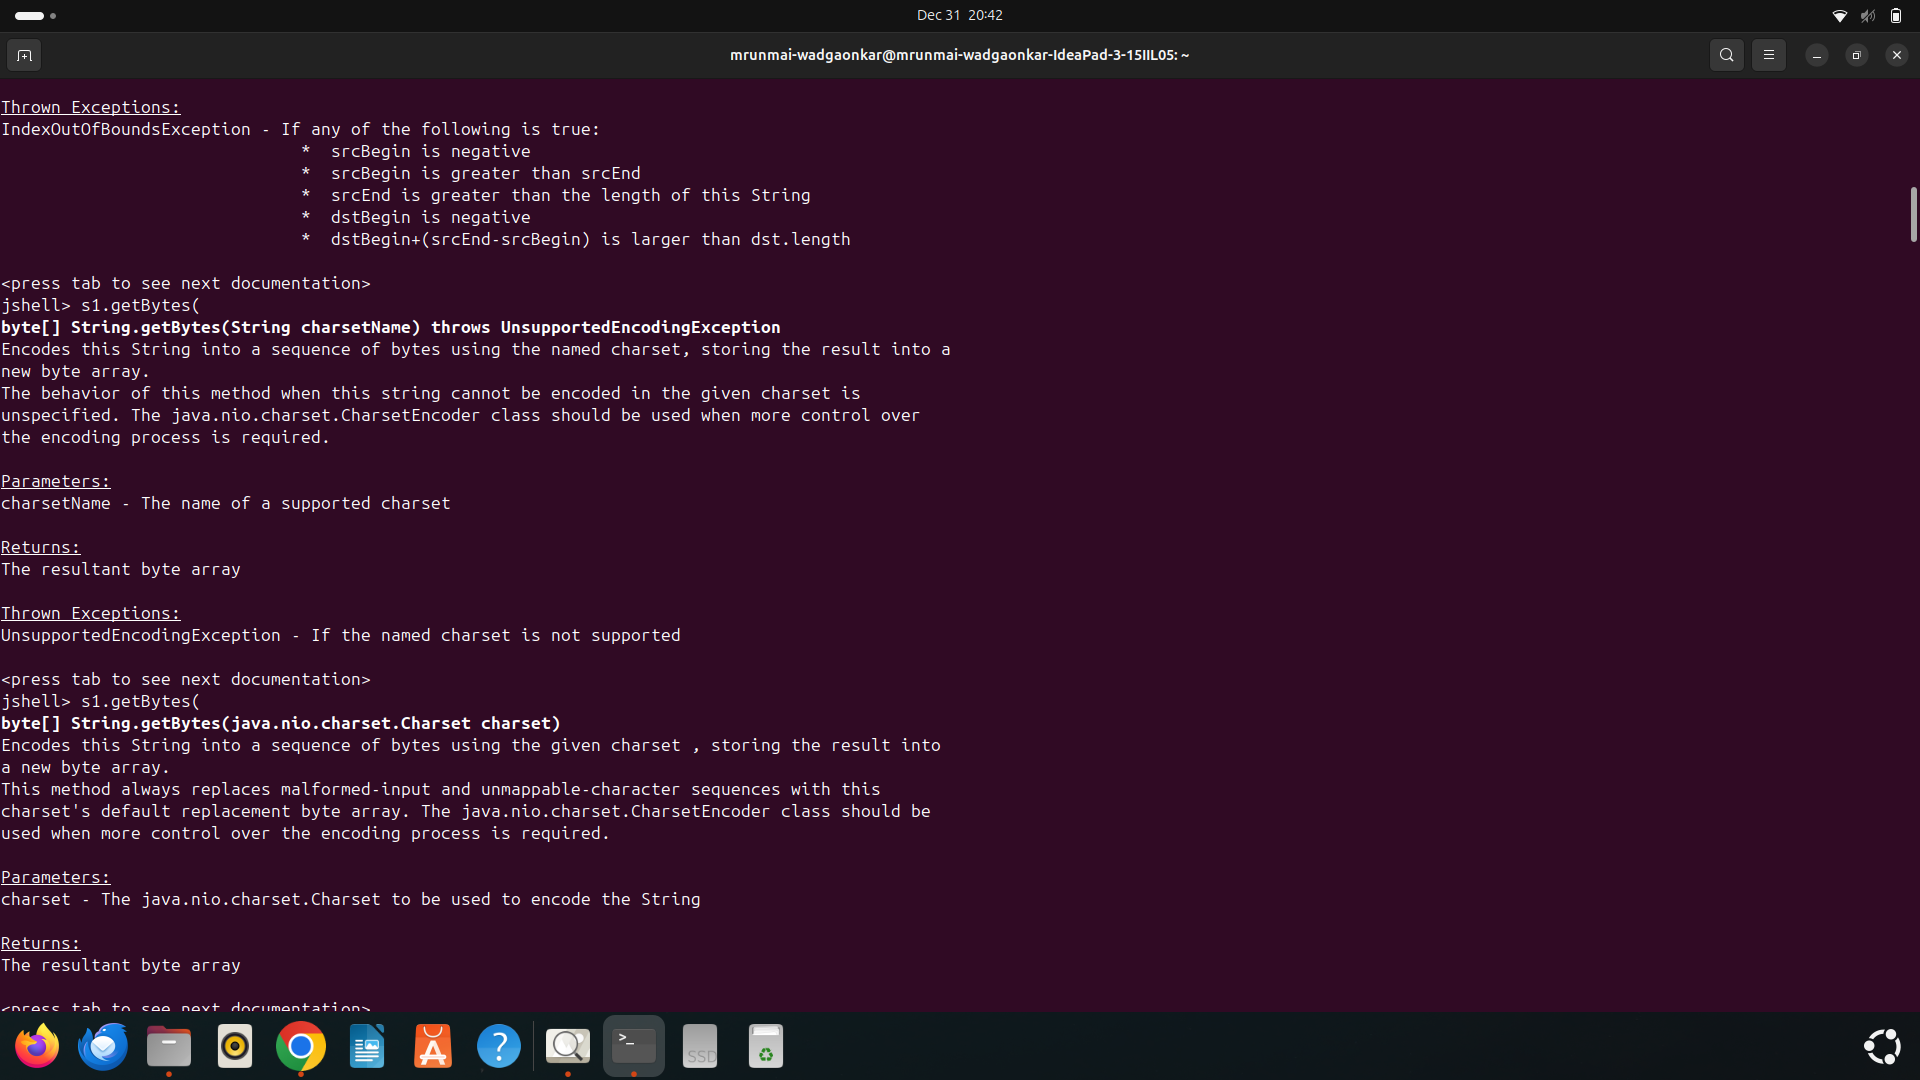 Dec 31 20:42
mrunmai-wadgaonkar@mrunmai-wadgaonkar-IdeaPad-3-15IIL05: ~
Thrown Exceptions:
IndexOutOfBoundsException - If any of the following is true:
* srcBegin is negative
* srcBegin is greater than srcEnd
* srcEnd is greater than the length of this String
* dstBegin is negative
* dstBegin+(srcEnd-srcBegin) is larger than dst.length
<press tab to see next documentation>
jshell> s1.getBytes(
byte[] String.getBytes(String charsetName) throws UnsupportedEncodingException
Encodes this String into a sequence of bytes using the named charset, storing the result into a
new byte array.
The behavior of this method when this string cannot be encoded in the given charset is
unspecified. The java.nio.charset.CharsetEncoder class should be used when more control over
the encoding process is required.
Parameters:
charsetName - The name of a supported charset
Returns:
The resultant byte array
Thrown Exceptions:
UnsupportedEncodingException - If the named charset is not supported
<press tab to see next documentation>
jshell> s1.getBytes(
byte[] String.getBytes(java.nio.charset.Charset charset)
Encodes this String into a sequence of bytes using the given charset , storing the result into
a new byte array.
This method always replaces malformed-input and unmappable-character sequences with this
charset's default replacement byte array. The java.nio.charset.CharsetEncoder class should be
used when more control over the encoding process is required.
Parameters:
charset - The java.nio.charset.Charset to be used to encode the String
Returns:
The resultant byte array
<press tab to see next documentation>
>_
SSD